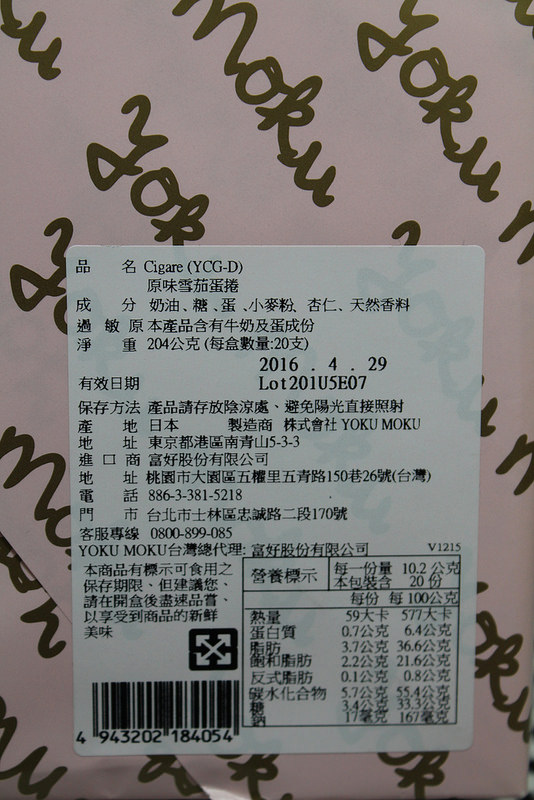 Yoku Moku
Yoku Moku
品名 Cigare (YCG-D)
原味雪茄蛋捲
成分 奶油、糖、蛋、小麥粉、杏仁、天然香料
過敏原 本產品含有牛奶及蛋成份
淨重 204公克 (每盒數量:20支)
2016 . 4 . 29
有效日期 Lot201U5E07
保存方法 產品請存放陰涼處、避免陽光直接照射
產地 日本 製造商 株式會社 YOKU MOKU
地址 東京都港區南青山5-3-3
進口商 富好股份有限公司
地址 桃園市大園區五權里五青路150巷26號(台灣)
電話 886-3-381-5218
門市 台北市士林區忠誠路二段170號
客服專線 0800-899-085
YOKU MOKU台灣總代理: 富好股份有限公司 V1215
本商品有標示可食用之
保存期限、但建議您、
請在開盒後盡速品嘗、
以享受到商品的新鮮
美味
營養標示 每一份量 10.2 公克
本包裝含 20 份
每份 每 100公克
熱量 59大卡 577大卡
蛋白質 0.7公克 6.4公克
脂肪 3.7公克 36.6公克
飽和脂肪 2.2公克 21.6公克
反式脂肪 0.1公克 0.8公克
碳水化合物 5.7公克 55.4公克
糖 3.4公克 33.3公克
鈉 17毫克 167毫克
4 943202 184054